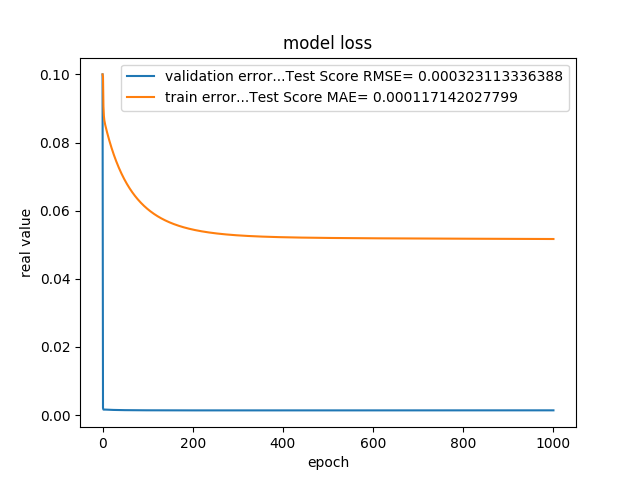 model loss
validation error...Test Score RMSE= 0.000323113336388
train error...Test Score MAE= 0.000117142027799
0.10
0.08
0.06
0.04
0.02
0.00
real value
0 200 400 600 800 1000
epoch